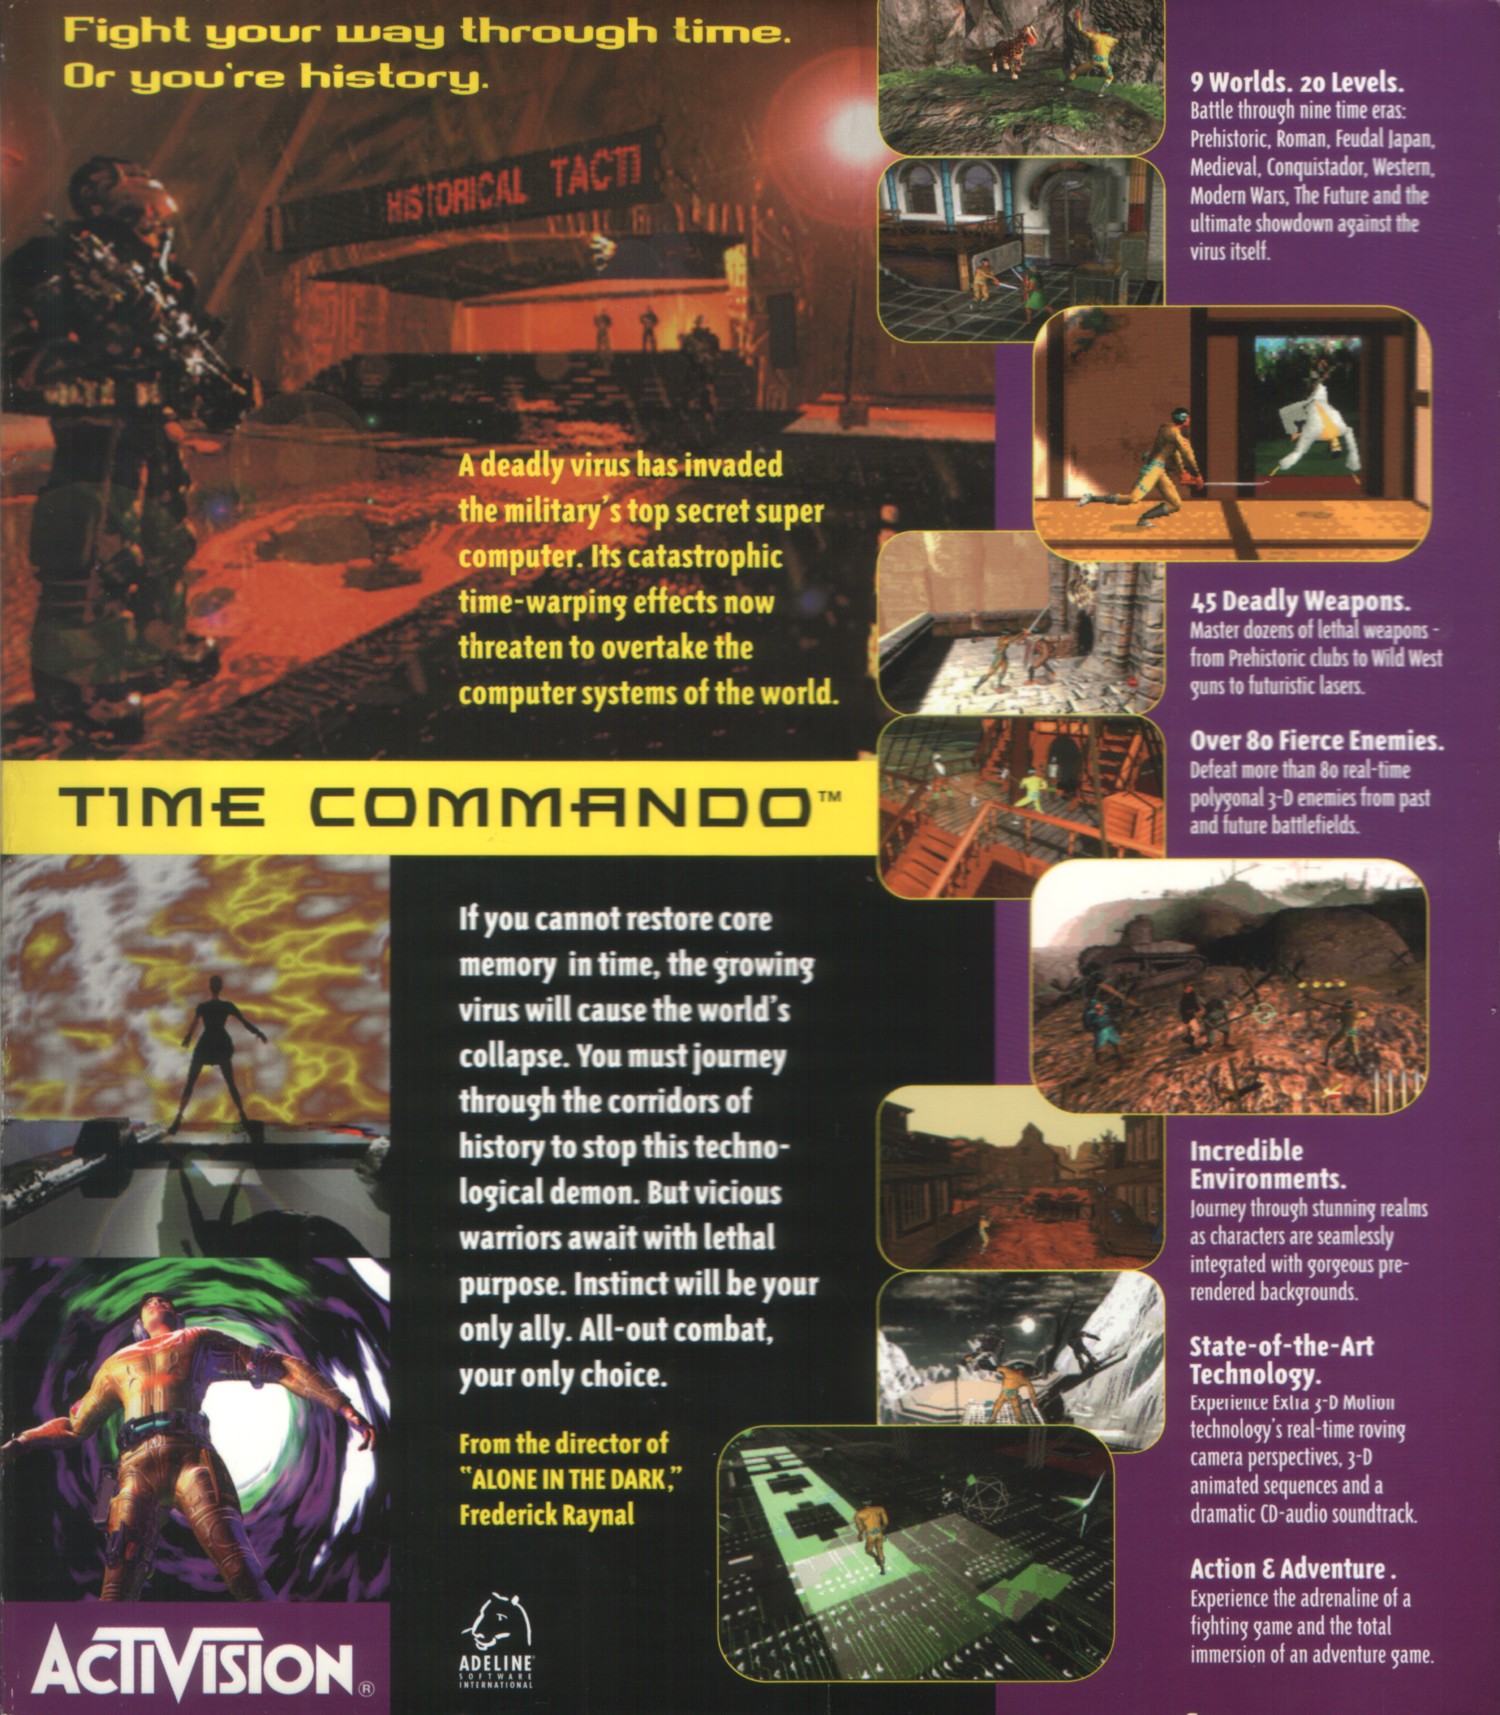 Fight your way through time.
Or you're history.
HISTORICAL TACTI
A deadly virus has invaded
the military's top secret super
computer. Its catastrophic
time-warping effects now
threaten to overtake the
computer systems of the world.
TIME COMMANDO™
If you cannot restore core
memory in time, the growing
virus will cause the world's
collapse. You must journey
through the corridors of
history to stop this techno-
logical demon. But vicious
warriors await with lethal
purpose. Instinct will be your
only ally. All-out combat,
your only choice.
From the director of
"ALONE IN THE DARK,"
Frederick Raynal
ACTIVISION®
ADELINE
SOFTWARE
INTERNATIONAL
9 Worlds. 20 Levels.
Battle through nine time eras:
Prehistoric, Roman, Feudal Japan,
Medieval, Conquistador, Western,
Modern Wars, The Future and the
ultimate showdown against the
virus itself.
45 Deadly Weapons.
Master dozens of lethal weapons -
from Prehistoric clubs to Wild West
guns to futuristic lasers.
Over 80 Fierce Enemies.
Defeat more than 80 real-time
polygonal 3-D enemies from past
and future battlefields.
Incredible
Environments.
Journey through stunning realms
as characters are seamlessly
integrated with gorgeous pre-
rendered backgrounds.
State-of-the-Art
Technology.
Experience Extra 3-D Motion
technology's real-time roving
camera perspectives, 3-D
animated sequences and a
dramatic CD-audio soundtrack.
Action & Adventure .
Experience the adrenaline of a
fighting game and the total
immersion of an adventure game.